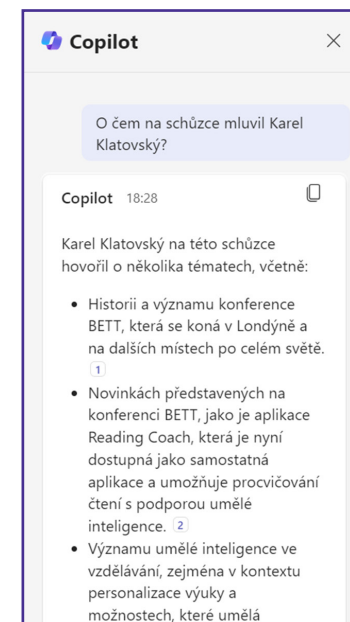 Copilot
O čem na schůzce mluvil Karel
Klatovský?
Copilot 18:28
Karel Klatovský na této schůzce
hovořil o několika tématech, včetně:
• Historii a významu konference
BETT, která se koná v Londýně a
na dalších místech po celém světě.
1
• Novinkách představených na
konferenci BETT, jako je aplikace
Reading Coach, která je nyní
dostupná jako samostatná
aplikace a umožňuje procvičování
čtení s podporou umělé
inteligence. 2
• Významu umělé inteligence ve
vzdělávání, zejména v kontextu
personalizace výuky a
možnostech, které umělá